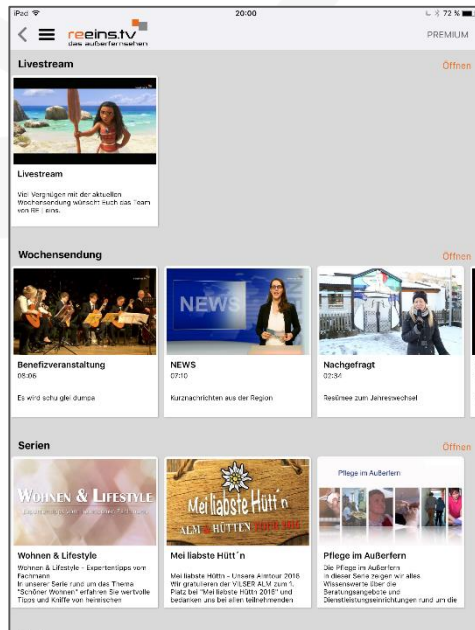 iPad
20:00
72 %
reeins.tv
das außerfernsehen
PREMIUM
Livestream
Öffnen
Livestream
Viel Vergnügen mit der aktuellen
Wochensendung wünscht Euch das Team
von RE eins.
Wochensendung
Öffnen
NEWS
Benefizveranstaltung
08:06
Es wird schu glei dumpa
NEWS
07:10
Kurznachrichten aus der Region
Nachgefragt
02:34
Resümee zum Jahreswechsel
Serien
Öffnen
WOHNEN & LIFESTYLE
Mei liabste Hütt'n
ALM & HÜTTEN TOUR 2016
Pflege im Außerfern
Wohnen & Lifestyle
Wohnen & Lifestyle - Expertentipps vom
Fachmann
In unserer Serie rund um das Thema
"Schöner Wohnen" erfahren Sie wertvolle
Tipps und Kniffe von heimischen
Mei liabste Hütt´n
Mei liabste Hüttn - Unsere Almtour 2016
Wir gratulieren der VILSER ALM zum 1.
Platz bei "Mei liabste Hüttn 2016" und
bedanken uns bei allen teilnehmenden
Pflege im Außerfern
Die Pflege im Außerfern
In dieser Serie zeigen wir alles
Wissenswerte über die
Beratungsangebote und
Dienstleistungseinrichtungen rund um die